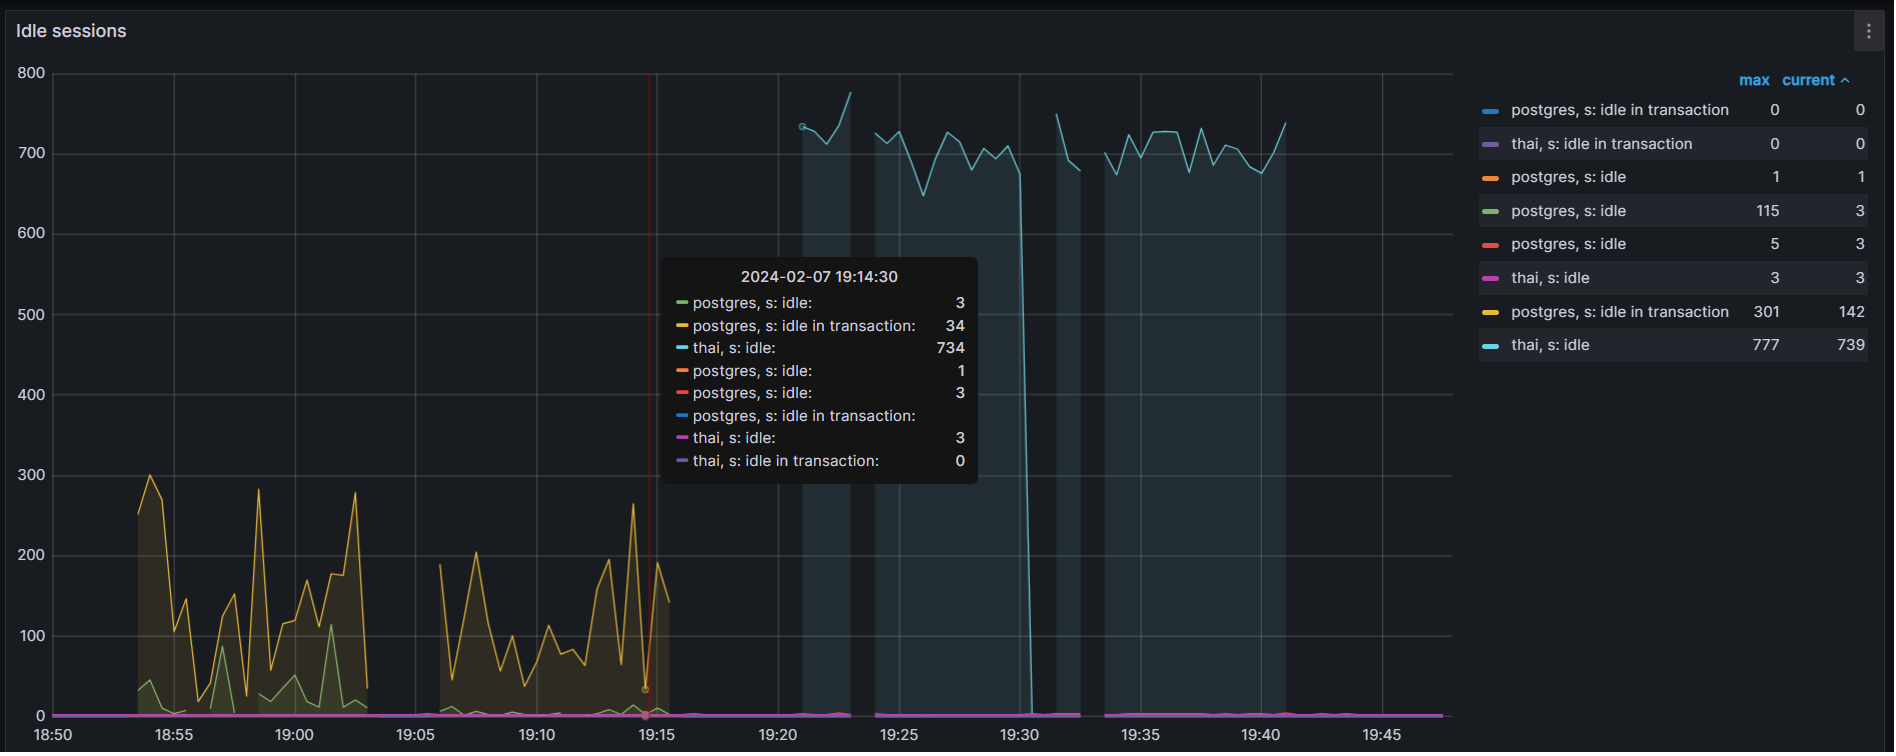 Idle sessions
max current
postgres, s: idle in transaction 0 0
thai, s: idle in transaction 0 0
postgres, s: idle 1 1
postgres, s: idle 115 3
postgres, s: idle 5 3
thai, s: idle 3 3
postgres, s: idle in transaction 301 142
thai, s: idle 777 739
800
700
600
500
400
300
200
100
0
2024-02-07 19:14:30
postgres, s: idle: 3
postgres, s: idle in transaction: 34
thai, s: idle: 734
postgres, s: idle: 1
postgres, s: idle: 3
postgres, s: idle in transaction:
thai, s: idle: 3
thai, s: idle in transaction: 0
18:50 18:55 19:00 19:05 19:10 19:15 19:20 19:25 19:30 19:35 19:40 19:45